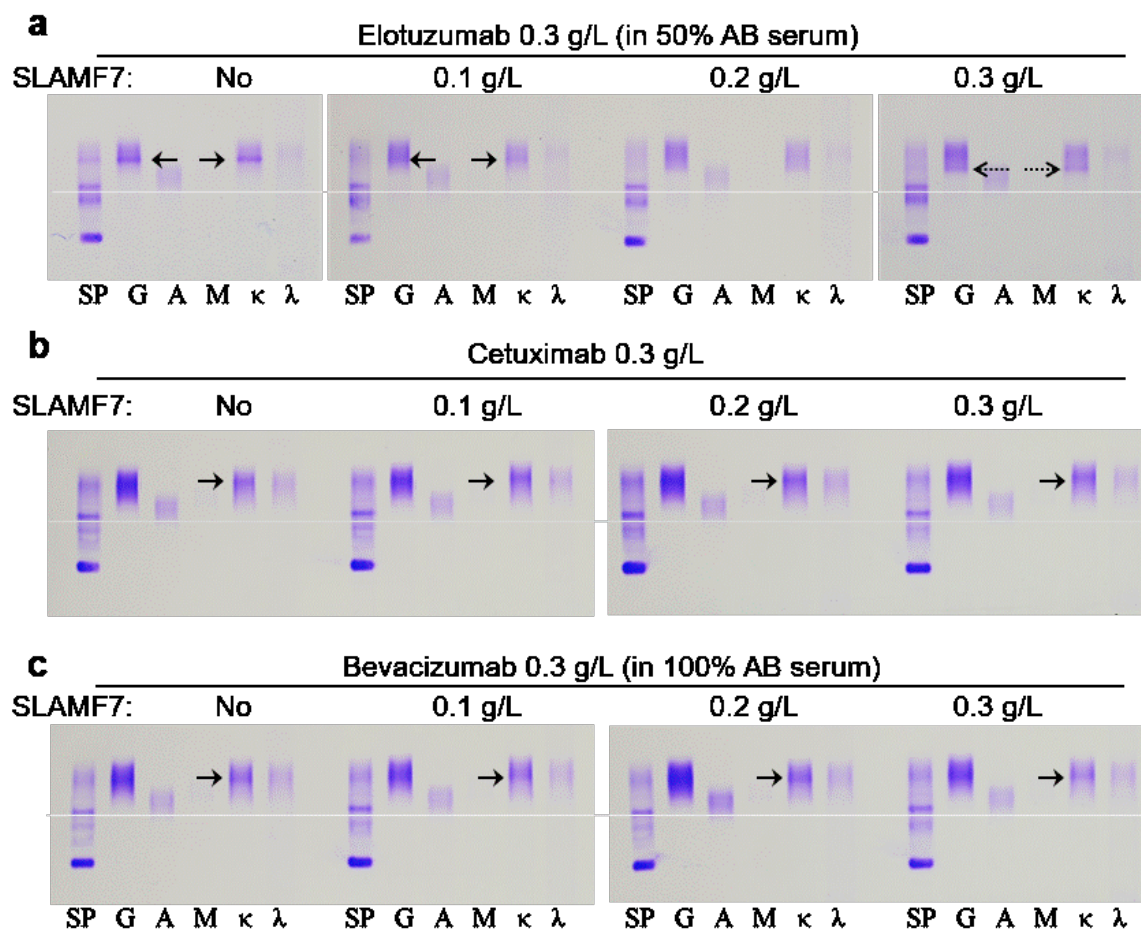 a
Elotuzumab 0.3 g/L (in 50% AB serum)
SLAMF7: No 0.1 g/L 0.2 g/L 0.3 g/L
SP G A M κ λ SP G A M κ λ SP G A M κ λ SP G A M κ λ
b
Cetuximab 0.3 g/L
SLAMF7: No 0.1 g/L 0.2 g/L 0.3 g/L
c
Bevacizumab 0.3 g/L (in 100% AB serum)
SLAMF7: No 0.1 g/L 0.2 g/L 0.3 g/L
SP G A M κ λ SP G A M κ λ SP G A M κ λ SP G A M κ λ